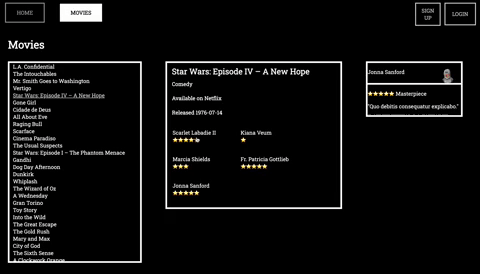 HOME
MOVIES
SIGN UP
LOGIN
Movies
L.A. Confidential
The Intouchables
Mr. Smith Goes to Washington
Vertigo
Star Wars: Episode IV – A New Hope
Gone Girl
Cidade de Deus
All About Eve
Raging Bull
Scarface
Cinema Paradiso
The Usual Suspects
Star Wars: Episode I – The Phantom Menace
Gandhi
Dog Day Afternoon
Dunkirk
Whiplash
The Wizard of Oz
A Wednesday
Gran Torino
Toy Story
Into the Wild
The Great Escape
The Gold Rush
Mary and Max
City of God
The Sixth Sense
A Clockwork Orange
Star Wars: Episode IV – A New Hope
Comedy
Available on Netflix
Released 1976-07-14
Scarlet Labadie II
Kiana Veum
Marcia Shields
Fr. Patricia Gottlieb
Jonna Sanford
Jonna Sanford
Masterpiece
"Quo debitis consequatur explicabo."